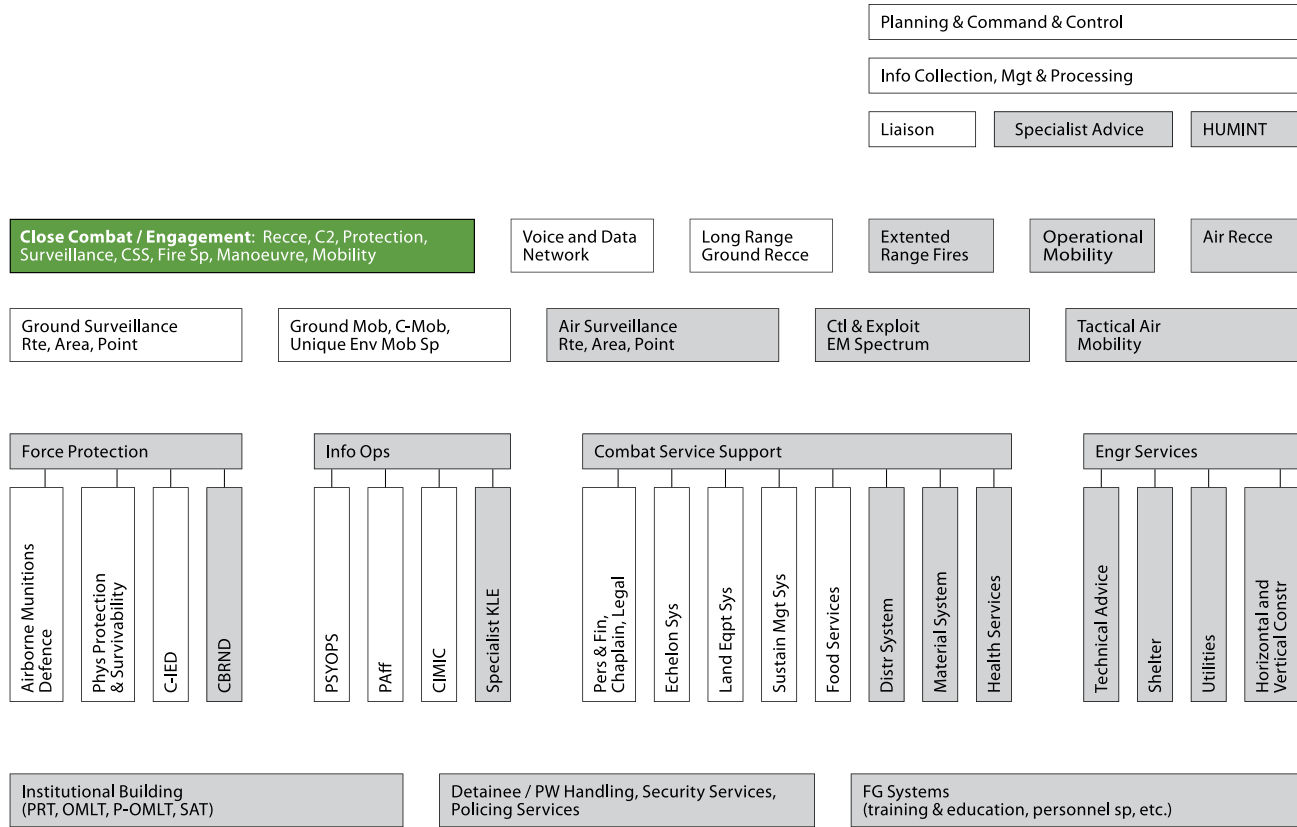 Planning & Command & Control
Info Collection, Mgt & Processing
Liaison
Specialist Advice
HUMINT
Close Combat / Engagement: Recce, C2, Protection,
Surveillance, CSS, Fire Sp, Manoeuvre, Mobility
Voice and Data
Network
Long Range
Ground Recce
Extented
Range Fires
Operational
Mobility
Air Recce
Ground Surveillance
Rte, Area, Point
Ground Mob, C-Mob,
Unique Env Mob Sp
Air Surveillance
Rte, Area, Point
Ctl & Exploit
EM Spectrum
Tactical Air
Mobility
Force Protection
Info Ops
Combat Service Support
Engr Services
Airborne Munitions
Defence
Phys Protection
& Survivability
C-IED
CBRND
PSYOPS
PAff
CIMIC
Specialist KLE
Pers & Fin,
Chaplain, Legal
Echelon Sys
Land Eqpt Sys
Sustain Mgt Sys
Food Services
Distr System
Material System
Health Services
Technical Advice
Shelter
Utilities
Horizontal and
Vertical Constr
Institutional Building
(PRT, OMLT, P-OMLT, SAT)
Detainee / PW Handling, Security Services,
Policing Services
FG Systems
(training & education, personnel sp, etc.)